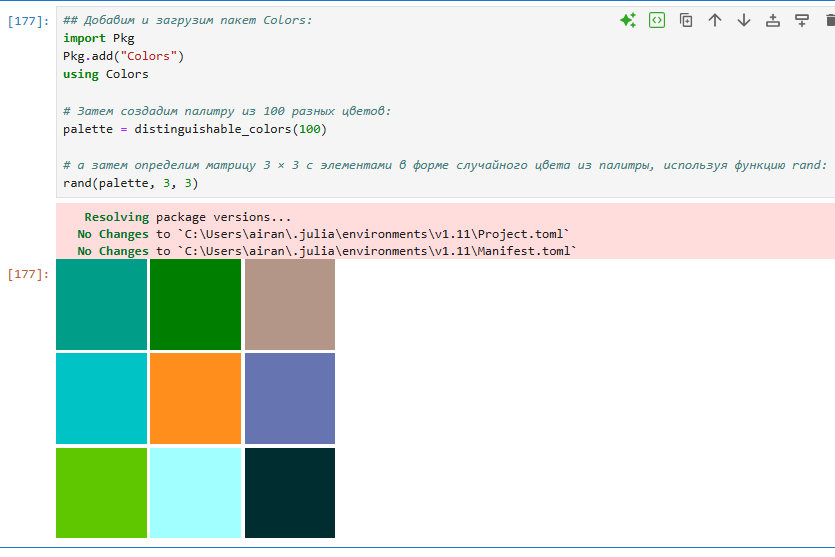 [177]:
## Добавим и загрузим пакет Colors:
import Pkg
Pkg.add("Colors")
using Colors
# Затем создадим палитру из 100 разных цветов:
palette = distinguishable_colors(100)
# а затем определим матрицу 3 × 3 с элементами в форме случайного цвета из палитры, используя функцию rand:
rand(palette, 3, 3)
Resolving package versions...
No Changes to `C:\Users\airan\.julia\environments\v1.11\Project.toml`
No Changes to `C:\Users\airan\.julia\environments\v1.11\Manifest.toml`
[177]: